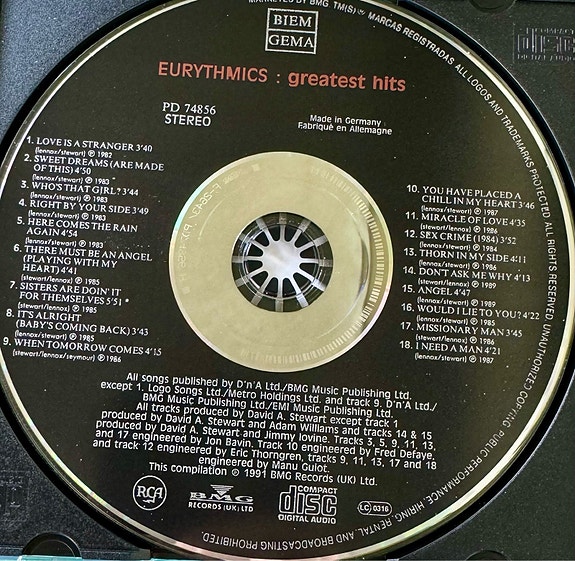 MARKETED BY BMG. TM(S) ® MARCAS REGISTRADAS ALL LOGOS AND TRADEMARKS PROTECTED. ALL RIGHTS RESERVED. UNAUTHORIZED COPYING, PUBLIC PERFORMANCE, HIRING, RENTAL AND BROADCASTING PROHIBITED.
BIEM
GEMA
COMPACT
disc
DIGITAL AUDIO
EURYTHMICS : greatest hits
PD 74856
STEREO
Made in Germany
Fabriqué en Allemagne
1. LOVE IS A STRANGER 3'40
(lennox/stewart) ℗ 1982
2. SWEET DREAMS (ARE MADE
OF THIS) 4'50
(lennox/stewart) ℗ 1983
3. WHO'S THAT GIRL? 3'44
(lennox/stewart) ℗ 1983
4. RIGHT BY YOUR SIDE 3'49
(lennox/stewart) ℗ 1983
5. HERE COMES THE RAIN
AGAIN 4'54
(lennox/stewart) ℗ 1983
6. THERE MUST BE AN ANGEL
(PLAYING WITH MY
HEART) 4'41
(lennox/stewart) ℗ 1985
7. SISTERS ARE DOIN' IT
FOR THEMSELVES 5'51 *
(lennox/stewart) ℗ 1985
8. IT'S ALRIGHT
(BABY'S COMING BACK) 3'43
(lennox/stewart) ℗ 1985
9. WHEN TOMORROW COMES 4'15
(stewart/lennox/seymour) ℗ 1986
10. YOU HAVE PLACED A
CHILL IN MY HEART 3'46
(lennox/stewart) ℗ 1987
11. MIRACLE OF LOVE 4'35
(lennox/stewart) ℗ 1986
12. SEX CRIME (1984) 3'52
(lennox/stewart) ℗ 1984
13. THORN IN MY SIDE 4'11
(lennox/stewart) ℗ 1986
14. DON'T ASK ME WHY 4'13
(lennox/stewart) ℗ 1989
15. ANGEL 4'47
(lennox/stewart) ℗ 1989
16. WOULD I LIE TO YOU? 4'22
(lennox/stewart) ℗ 1985
17. MISSIONARY MAN 3'45
(lennox/stewart) ℗ 1986
18. I NEED A MAN 4'21
(lennox/stewart) ℗ 1987
All songs published by D'n'A Ltd./BMG Music Publishing Ltd.
except 1. Logo Songs Ltd./Metro Holdings Ltd. and track 9. D'n'A Ltd./
BMG Music Publishing Ltd./EMI Music Publishing Ltd.
All tracks produced by David A. Stewart except track 1
produced by David A. Stewart and Adam Williams and tracks 14 & 15
produced by David A. Stewart and Jimmy Iovine. Tracks 3, 5, 9, 11, 13
and 17 engineered by Jon Bavin. Track 10 engineered by Fred Defaye,
and track 12 engineered by Eric Thorngren, tracks 9, 11, 13, 17 and 18
engineered by Manu Guiot.
This compilation ℗ 1991 BMG Records (UK) Ltd.
RCA
BMG
RECORDS (UK) LTD
COMPACT
disc
DIGITAL AUDIO
LC 0316